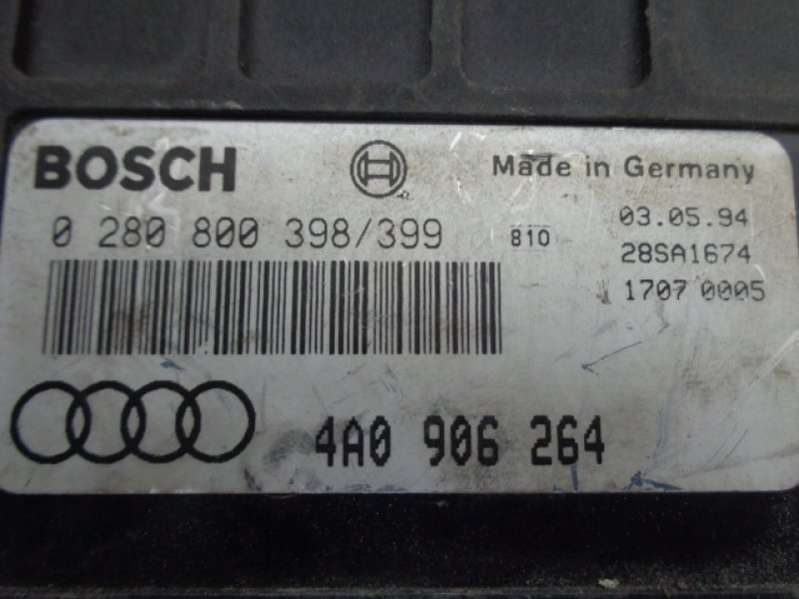 BOSCH
Made in Germany
0 280 800 398/399
810
03.05.94
28SA1674
1707 0005
4A0 906 264